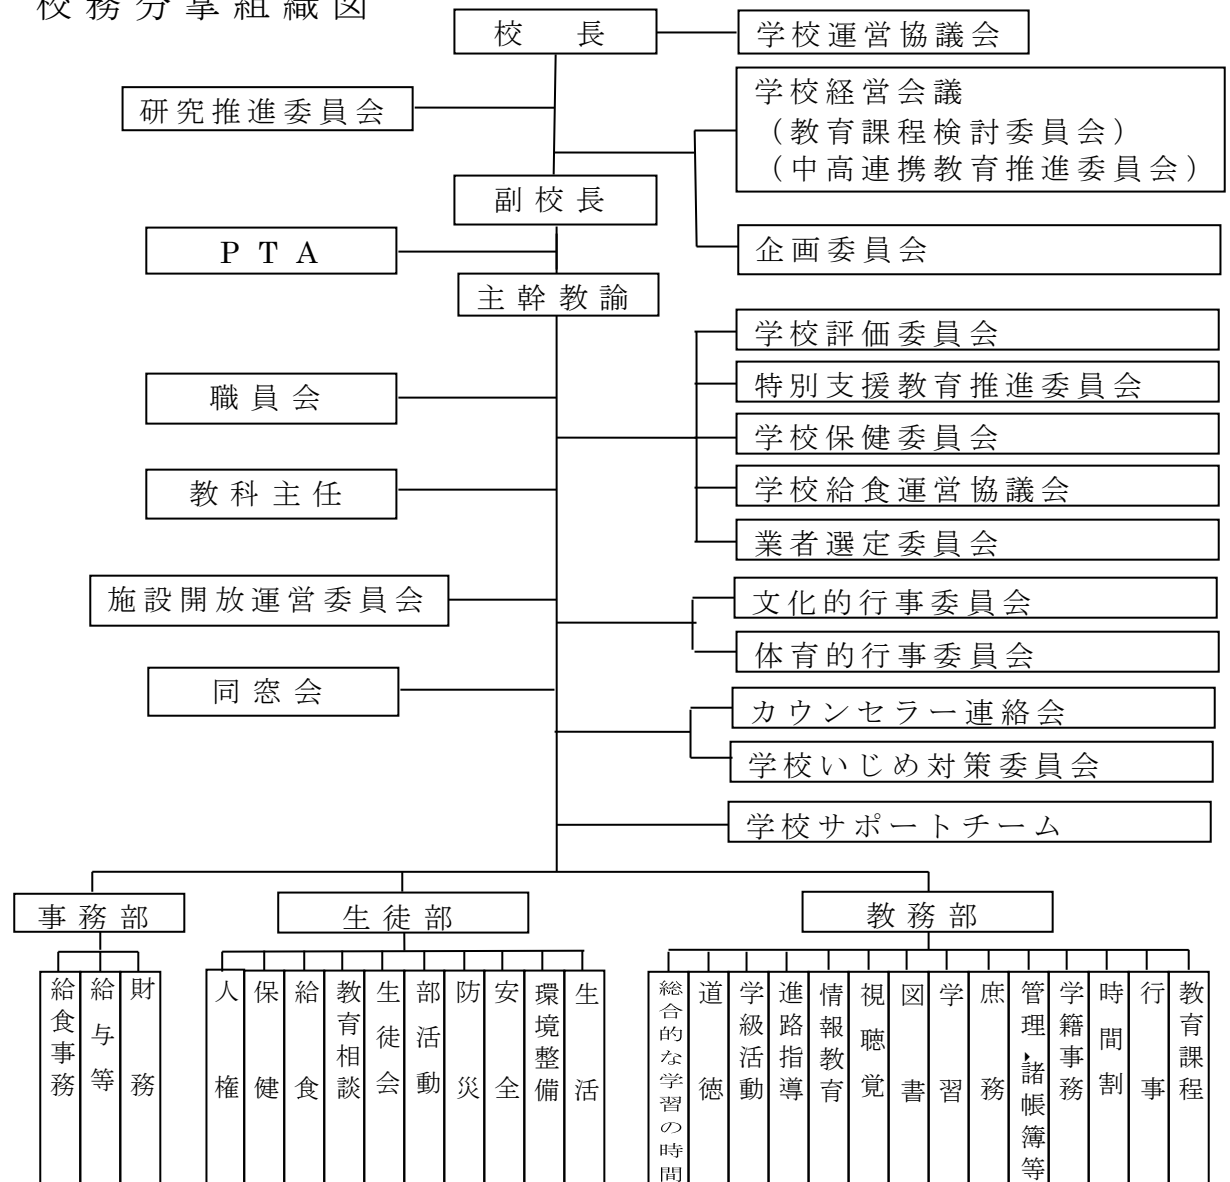 校務分掌組織図
校長
学校運営協議会
研究推進委員会
学校経営会議
（教育課程検討委員会）
（中高連携教育推進委員会）
副校長
PTA
企画委員会
主幹教諭
学校評価委員会
特別支援教育推進委員会
職員会
学校保健委員会
教科主任
学校給食運営協議会
業者選定委員会
施設開放運営委員会
文化的行事委員会
体育的行事委員会
同窓会
カウンセラー連絡会
学校いじめ対策委員会
学校サポートチーム
事務部
生徒部
教務部
給食事務
給与等
財務
人権
保健
給食
教育相談
生徒会
部活動
防災
安全
環境整備
生活
総合的な学習の時間
道徳
学級活動
進路指導
情報教育
視聴覚
図書
学習
庶務
管理、諸帳簿等
学籍事務
時間割
行事
教育課程